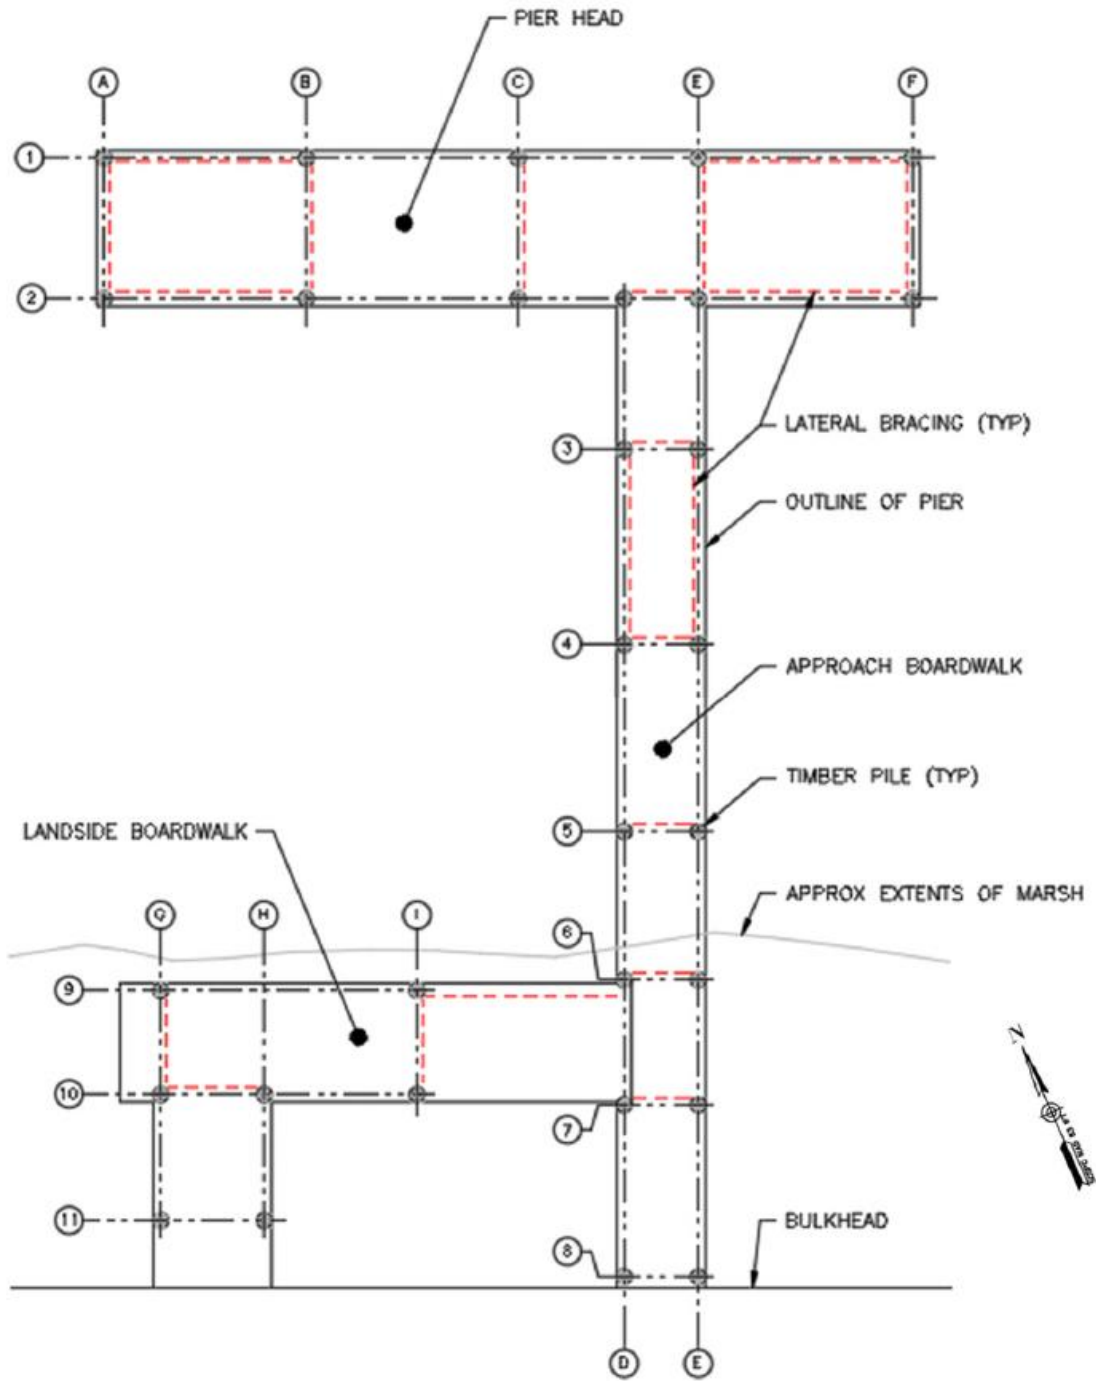 PIER HEAD
A B C E F
1
2
LATERAL BRACING (TYP)
3
OUTLINE OF PIER
4
APPROACH BOARDWALK
TIMBER PILE (TYP)
LANDSIDE BOARDWALK
5
APPROX EXTENTS OF MARSH
G H I
6
9
N
10
7
11
BULKHEAD
8
D E